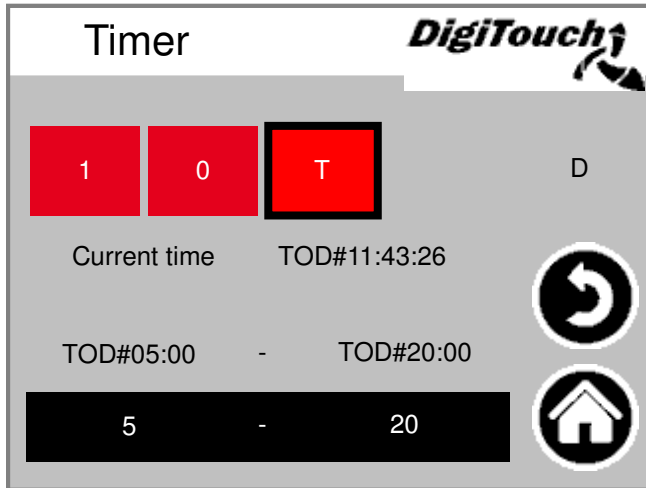 Timer DigiTouch
1 0 T D
Current time TOD#11:43:26
TOD#05:00 - TOD#20:00
5 - 20